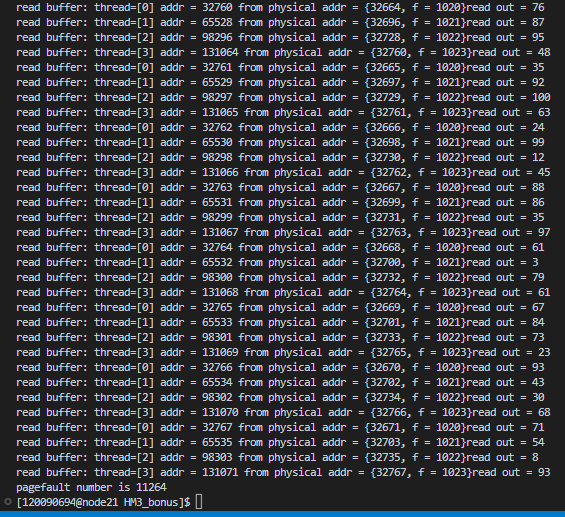 read buffer: thread=[0] addr = 32760 from physical addr = {32664, f = 1020}read out = 76
read buffer: thread=[1] addr = 65528 from physical addr = {32696, f = 1021}read out = 87
read buffer: thread=[2] addr = 98296 from physical addr = {32728, f = 1022}read out = 95
read buffer: thread=[3] addr = 131064 from physical addr = {32760, f = 1023}read out = 48
read buffer: thread=[0] addr = 32761 from physical addr = {32665, f = 1020}read out = 35
read buffer: thread=[1] addr = 65529 from physical addr = {32697, f = 1021}read out = 92
read buffer: thread=[2] addr = 98297 from physical addr = {32729, f = 1022}read out = 100
read buffer: thread=[3] addr = 131065 from physical addr = {32761, f = 1023}read out = 63
read buffer: thread=[0] addr = 32762 from physical addr = {32666, f = 1020}read out = 24
read buffer: thread=[1] addr = 65530 from physical addr = {32698, f = 1021}read out = 99
read buffer: thread=[2] addr = 98298 from physical addr = {32730, f = 1022}read out = 12
read buffer: thread=[3] addr = 131066 from physical addr = {32762, f = 1023}read out = 45
read buffer: thread=[0] addr = 32763 from physical addr = {32667, f = 1020}read out = 88
read buffer: thread=[1] addr = 65531 from physical addr = {32699, f = 1021}read out = 86
read buffer: thread=[2] addr = 98299 from physical addr = {32731, f = 1022}read out = 35
read buffer: thread=[3] addr = 131067 from physical addr = {32763, f = 1023}read out = 97
read buffer: thread=[0] addr = 32764 from physical addr = {32668, f = 1020}read out = 61
read buffer: thread=[1] addr = 65532 from physical addr = {32700, f = 1021}read out = 3
read buffer: thread=[2] addr = 98300 from physical addr = {32732, f = 1022}read out = 79
read buffer: thread=[3] addr = 131068 from physical addr = {32764, f = 1023}read out = 61
read buffer: thread=[0] addr = 32765 from physical addr = {32669, f = 1020}read out = 67
read buffer: thread=[1] addr = 65533 from physical addr = {32701, f = 1021}read out = 84
read buffer: thread=[2] addr = 98301 from physical addr = {32733, f = 1022}read out = 73
read buffer: thread=[3] addr = 131069 from physical addr = {32765, f = 1023}read out = 23
read buffer: thread=[0] addr = 32766 from physical addr = {32670, f = 1020}read out = 93
read buffer: thread=[1] addr = 65534 from physical addr = {32702, f = 1021}read out = 43
read buffer: thread=[2] addr = 98302 from physical addr = {32734, f = 1022}read out = 30
read buffer: thread=[3] addr = 131070 from physical addr = {32766, f = 1023}read out = 68
read buffer: thread=[0] addr = 32767 from physical addr = {32671, f = 1020}read out = 71
read buffer: thread=[1] addr = 65535 from physical addr = {32703, f = 1021}read out = 54
read buffer: thread=[2] addr = 98303 from physical addr = {32735, f = 1022}read out = 8
read buffer: thread=[3] addr = 131071 from physical addr = {32767, f = 1023}read out = 93
pagefault number is 11264
[120090694@node21 HM3_bonus]$